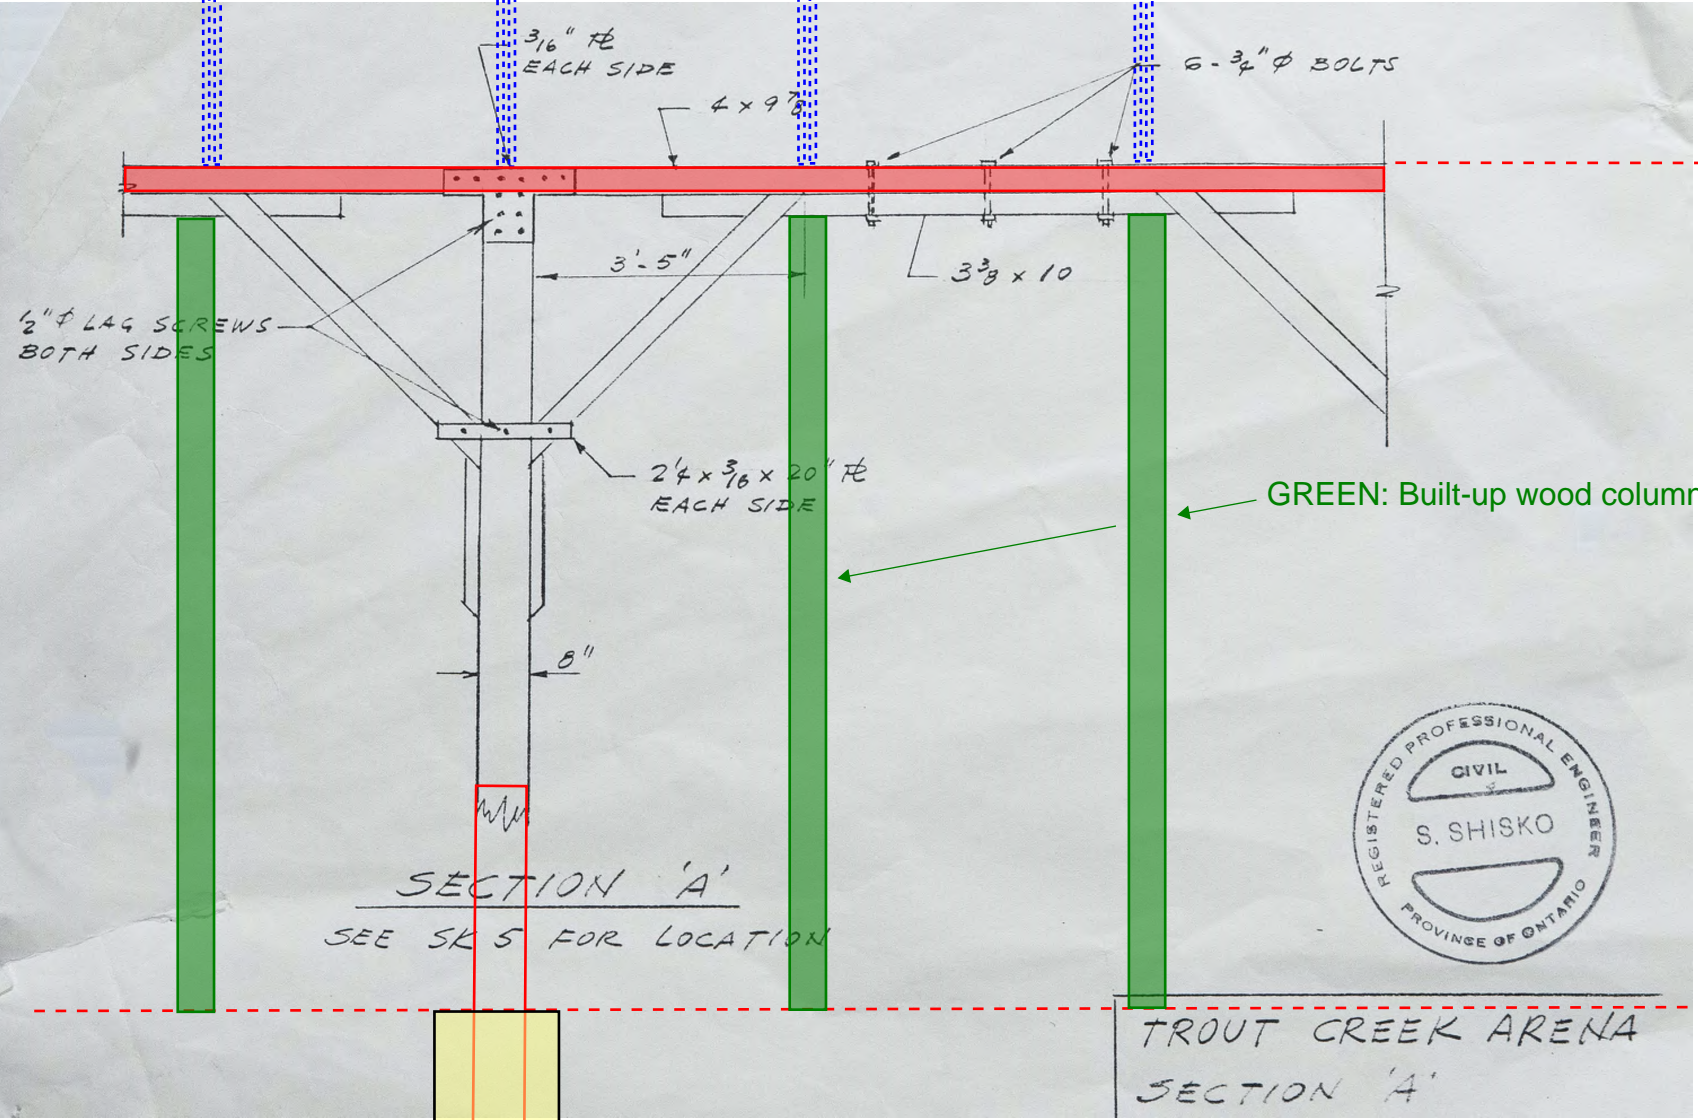 3/16" PL
EACH SIDE
4 x 9 7/8
6 - 3/4" Ø BOLTS
3'-5"
3 3/8 x 10
1/2" Ø LAG SCREWS
BOTH SIDES
2 1/4 x 3/16 x 20" PL
EACH SIDE
GREEN: Built-up wood column
8"
SECTION 'A'
SEE SK 5 FOR LOCATION
REGISTERED PROFESSIONAL ENGINEER
CIVIL
S. SHISKO
PROVINCE OF ONTARIO
TROUT CREEK ARENA
SECTION 'A'